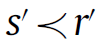 s′ ≺ r′